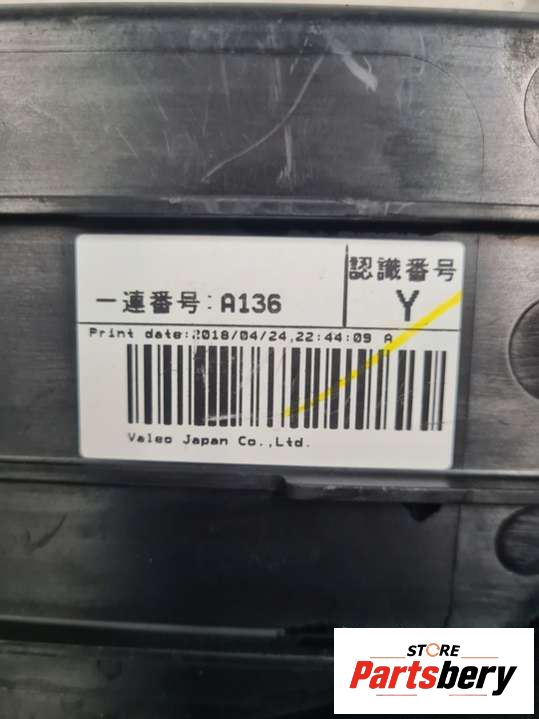 認識番号
一連番号:A136
Y
Print date:2018/04/24,22:44:09 A
Valeo Japan Co.,Ltd.
STORE
Partsbery